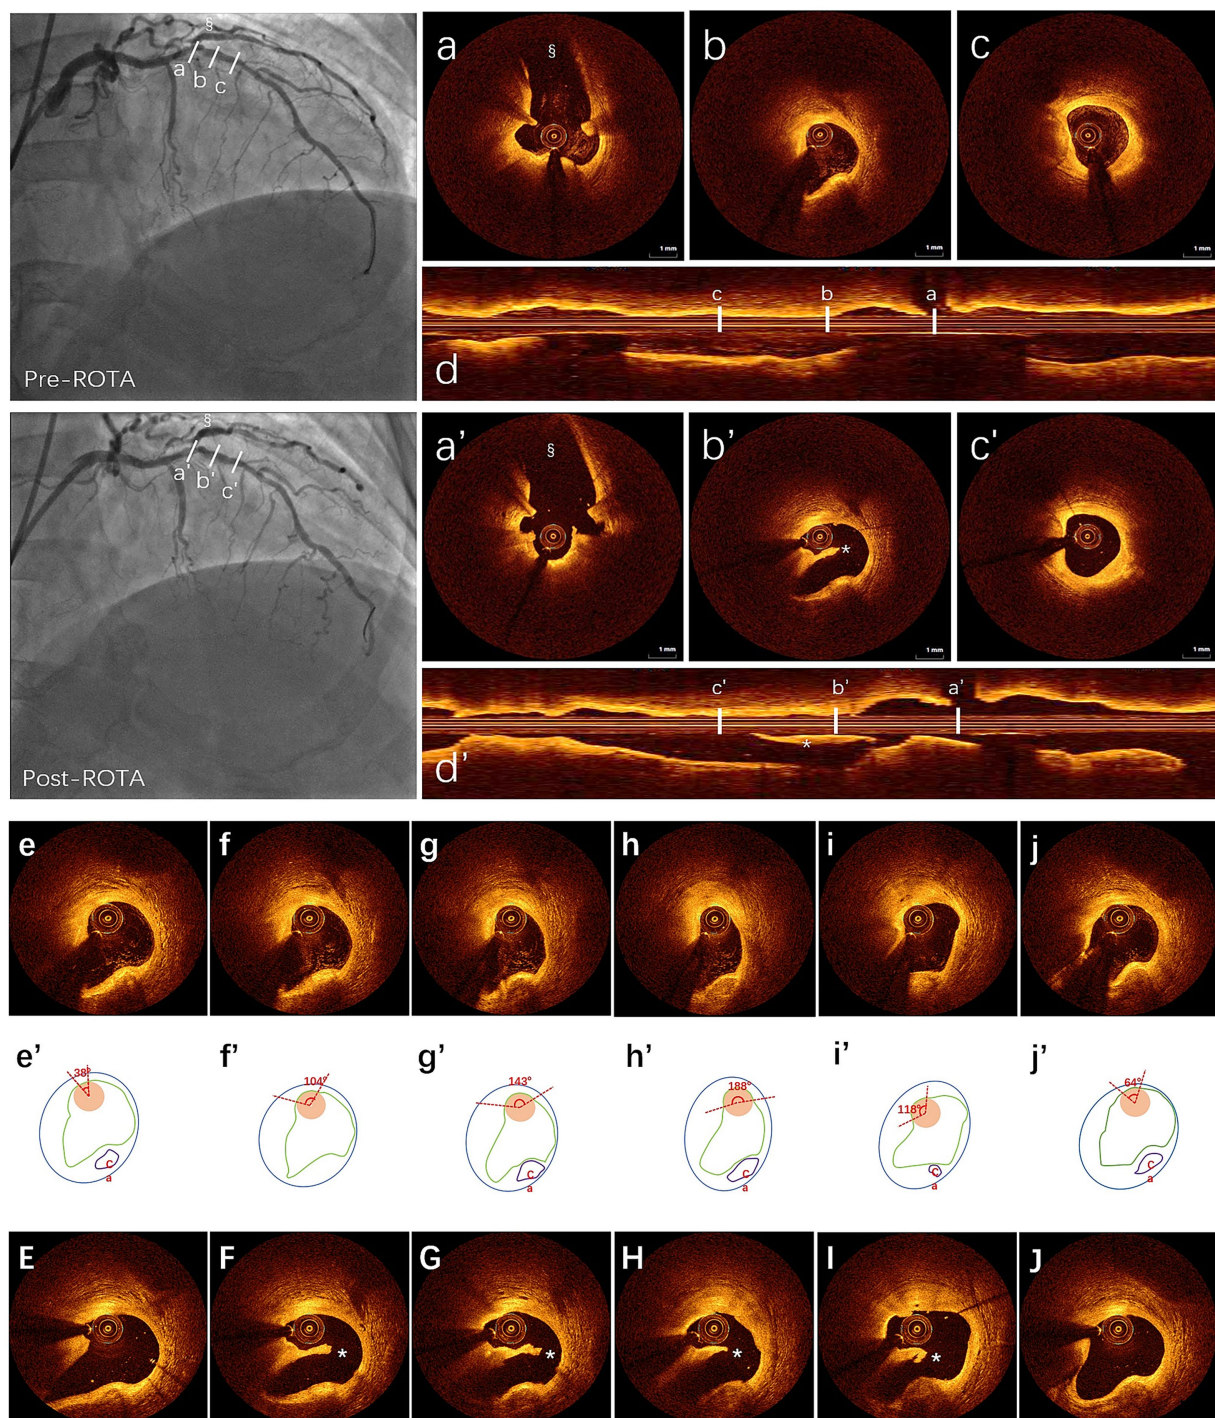 §
a
b
c
Pre-ROTA
a
§
1 mm
b
1 mm
c
1 mm
c
b
a
d
§
a'
b'
c'
Post-ROTA
a'
§
1 mm
b'
*
1 mm
c'
1 mm
c'
b'
a'
*
d'
e
f
g
h
i
j
e'
38°
C
a
f'
104°
g'
143°
C
a
h'
188°
C
a
i'
118°
C
a
j'
64°
C
a
E
F
*
G
*
H
*
I
*
J